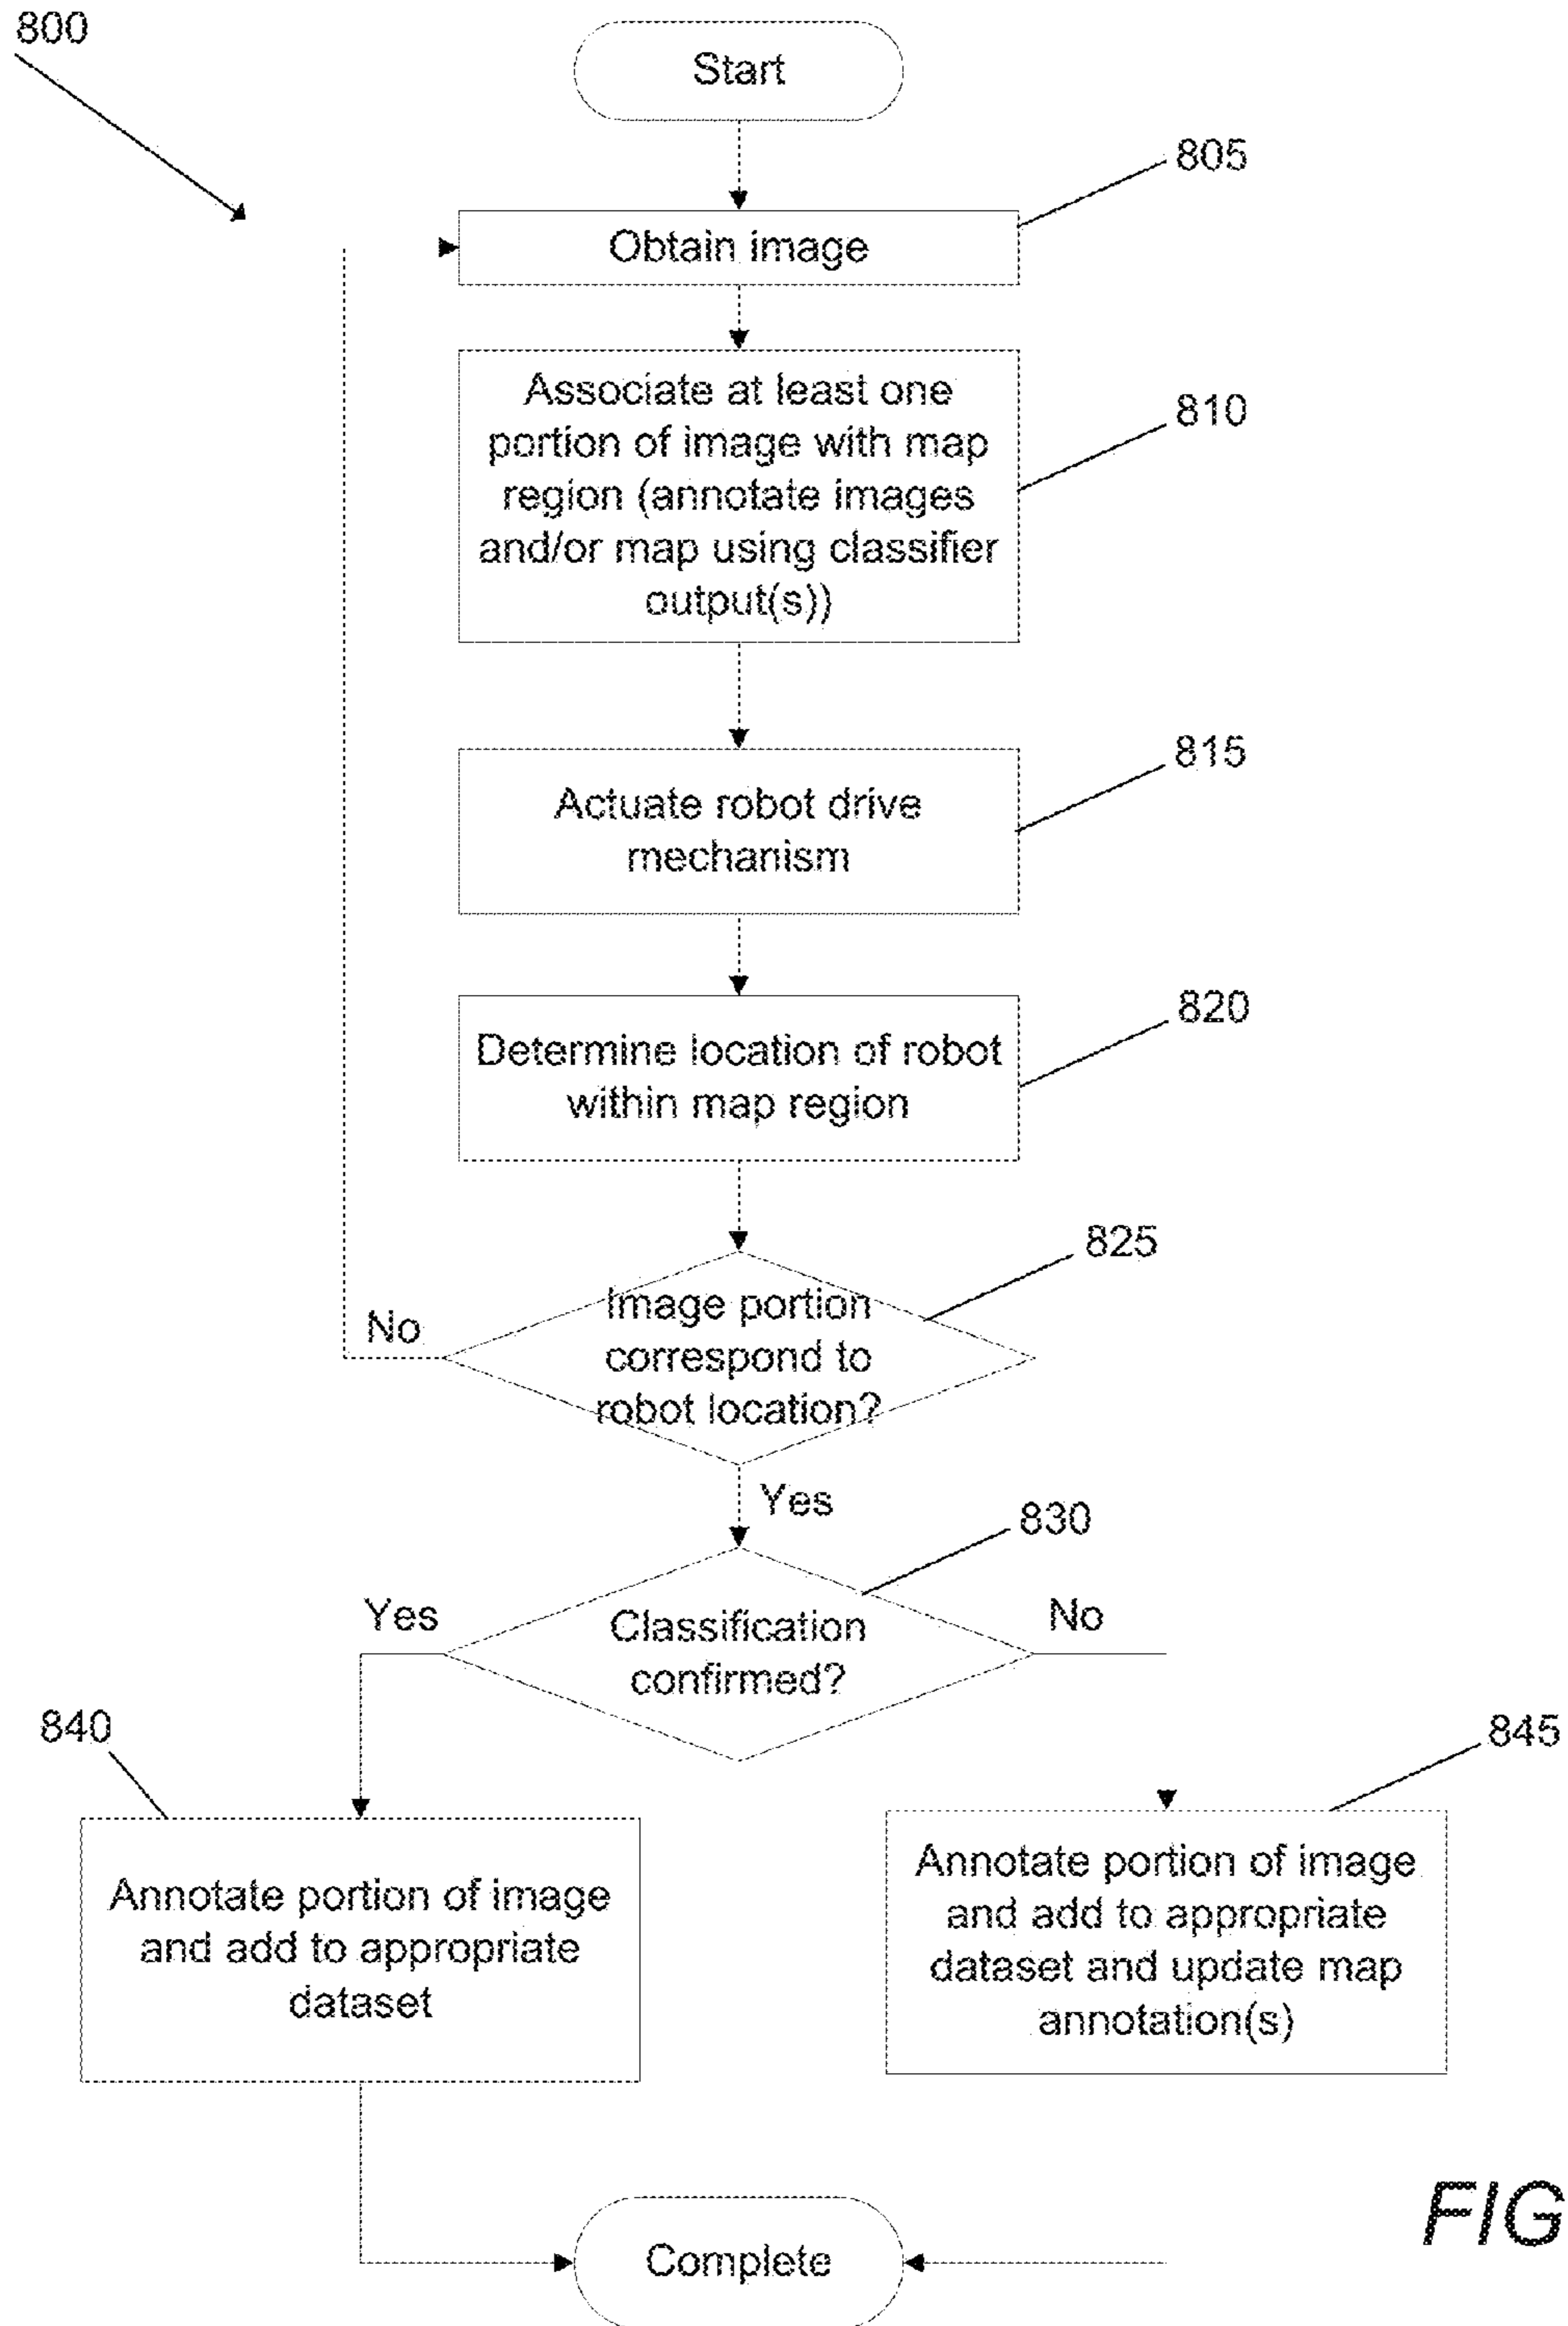 800
Start
805
Obtain image
Associate at least one
portion of image with map
region (annotate images
and/or map using classifier
output(s))
810
Actuate robot drive
mechanism
815
Determine location of robot
within map region
820
Image portion
correspond to
robot location?
825
No
Yes
830
Classification
confirmed?
Yes
No
840
845
Annotate portion of image
and add to appropriate
dataset
Annotate portion of image
and add to appropriate
dataset and update map
annotation(s)
Complete
FIG